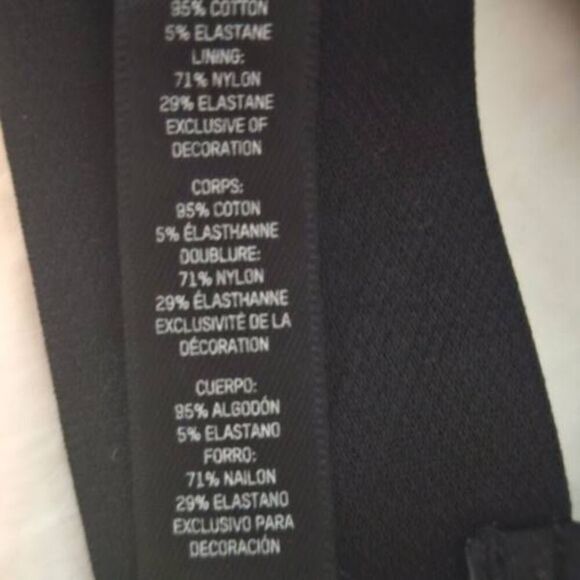 95% COTTON
5% ELASTANE
LINING:
71% NYLON
29% ELASTANE
EXCLUSIVE OF
DECORATION
CORPS:
95% COTON
5% ÉLASTHANNE
DOUBLURE:
71% NYLON
29% ÉLASTHANNE
EXCLUSIVITÉ DE LA
DÉCORATION
CUERPO:
95% ALGODÓN
5% ELASTANO
FORRO:
71% NAILON
29% ELASTANO
EXCLUSIVO PARA
DECORACIÓN